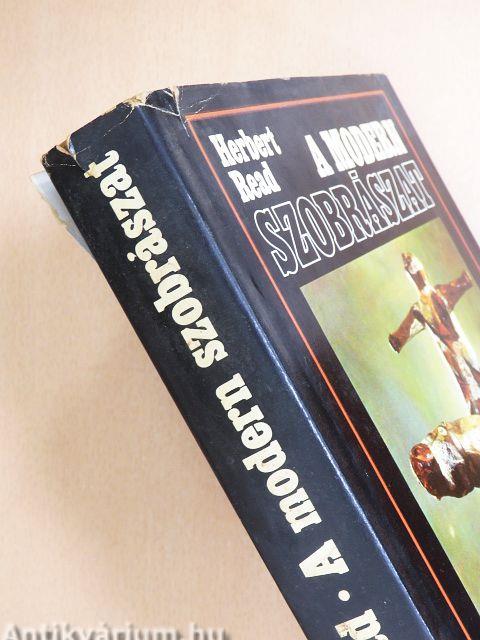 Herbert
Read
A MODERN
SZOBRÁSZAT
· A modern szobrászat
Antikvárium.hu